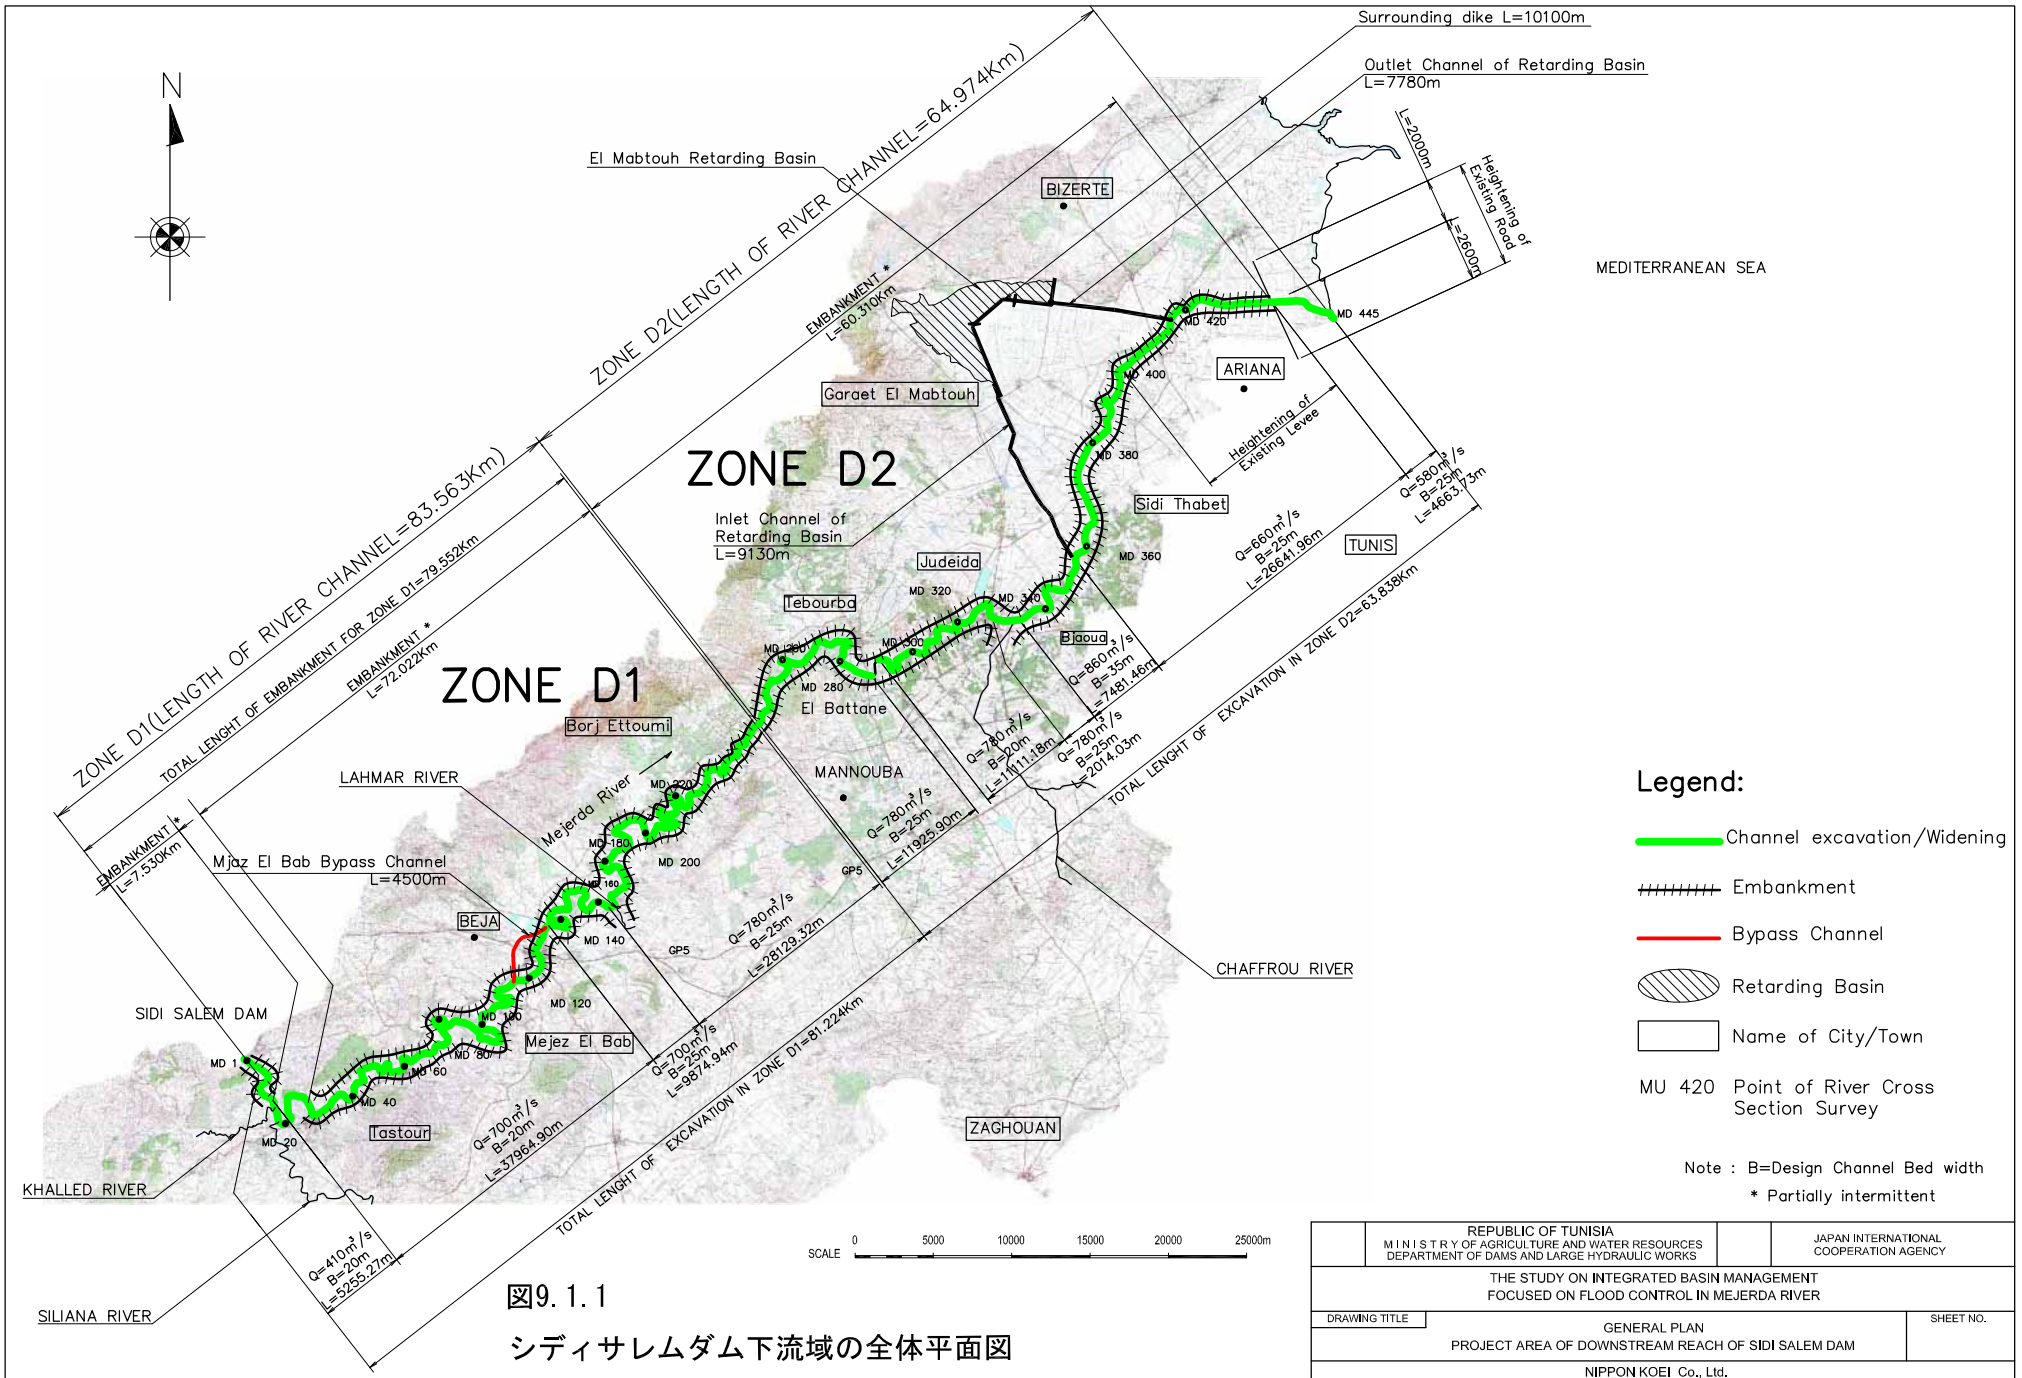 Surrounding dike L=10100m
Outlet Channel of Retarding Basin
L=7780m
N
El Mabtouh Retarding Basin
ZONE D2(LENGTH OF RIVER CHANNEL=64.974Km)
EMBANKMENT *
L=60.310Km
BIZERTE
L=2000m
Heightening of
Existing Road
L=2600m
MEDITERRANEAN SEA
MD 445
MD 420
ARIANA
MD 400
Garaet El Mabtouh
Heightening of
Existing Levee
MD 380
ZONE D2
Inlet Channel of
Retarding Basin
L=9130m
Sidi Thabet
Q=580m³/s
B=25m
L=4663.73m
Q=660m³/s
B=25m
L=26641.96m
TUNIS
MD 360
Judeida
MD 320
MD 340
Tebourba
Bjaoua
MD 300
MD 260
MD 280
El Battane
Q=860m³/s
B=35m
L=7481.46m
Q=780m³/s
B=25m
L=2014.03m
Q=780m³/s
B=20m
L=11111.18m
Q=780m³/s
B=25m
L=11925.90m
TOTAL LENGHT OF EXCAVATION IN ZONE D2=63.838Km
ZONE D1(LENGTH OF RIVER CHANNEL=83.563Km)
TOTAL LENGHT OF EMBANKMENT FOR ZONE D1=79.552Km
EMBANKMENT *
L=72.022Km
ZONE D1
Borj Ettoumi
LAHMAR RIVER
Mejerda River
MANNOUBA
MD 220
MD 200
MD 180
MD 160
MD 140
GP5
GP5
EMBANKMENT *
L=7.530Km
Mjaz El Bab Bypass Channel
L=4500m
BEJA
MD 120
MD 100
MD 80
MD 60
MD 40
MD 20
MD 1
Mejez El Bab
SIDI SALEM DAM
Tastour
Q=780m³/s
B=25m
L=28129.32m
Q=700m³/s
B=25m
L=9874.94m
Q=700m³/s
B=20m
L=37964.90m
Q=410m³/s
B=20m
L=5255.27m
TOTAL LENGHT OF EXCAVATION IN ZONE D1=81.224Km
CHAFFROU RIVER
ZAGHOUAN
KHALLED RIVER
SILIANA RIVER
Legend:
Channel excavation/Widening
Embankment
Bypass Channel
Retarding Basin
Name of City/Town
MU 420 Point of River Cross
Section Survey
Note : B=Design Channel Bed width
* Partially intermittent
SCALE 0 5000 10000 15000 20000 25000m
図9.1.1
シディサレムダム下流域の全体平面図
REPUBLIC OF TUNISIA
MINISTRY OF AGRICULTURE AND WATER RESOURCES
DEPARTMENT OF DAMS AND LARGE HYDRAULIC WORKS
JAPAN INTERNATIONAL
COOPERATION AGENCY
THE STUDY ON INTEGRATED BASIN MANAGEMENT
FOCUSED ON FLOOD CONTROL IN MEJERDA RIVER
DRAWING TITLE
GENERAL PLAN
PROJECT AREA OF DOWNSTREAM REACH OF SIDI SALEM DAM
SHEET NO.
NIPPON KOEI Co., Ltd.